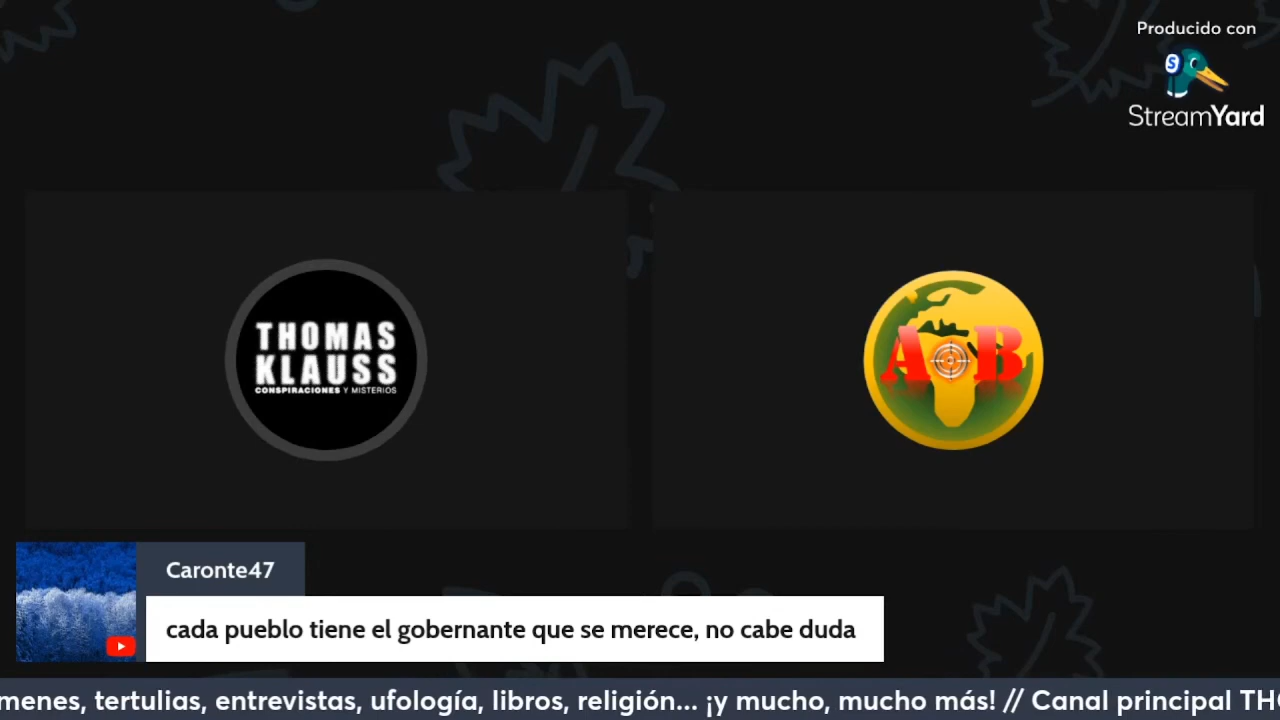 Producido con
StreamYard
THOMAS
KLAUSS
CONSPIRACIONES Y MISTERIOS
A B
Caronte47
cada pueblo tiene el gobernante que se merece, no cabe duda
menes, tertulias, entrevistas, ufología, libros, religión... ¡y mucho, mucho más! // Canal principal THO